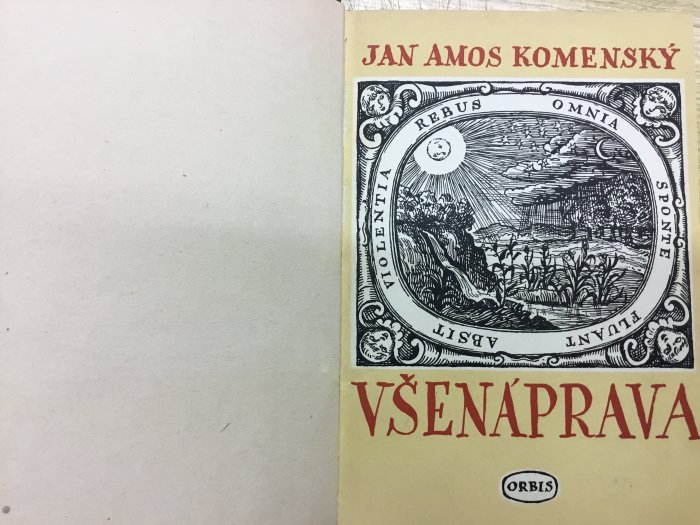 JAN AMOS KOMENSKÝ
OMNIA SPONTE FLUANT ABSIT VIOLENTIA REBUS
VŠENÁPRAVA
ORBIS